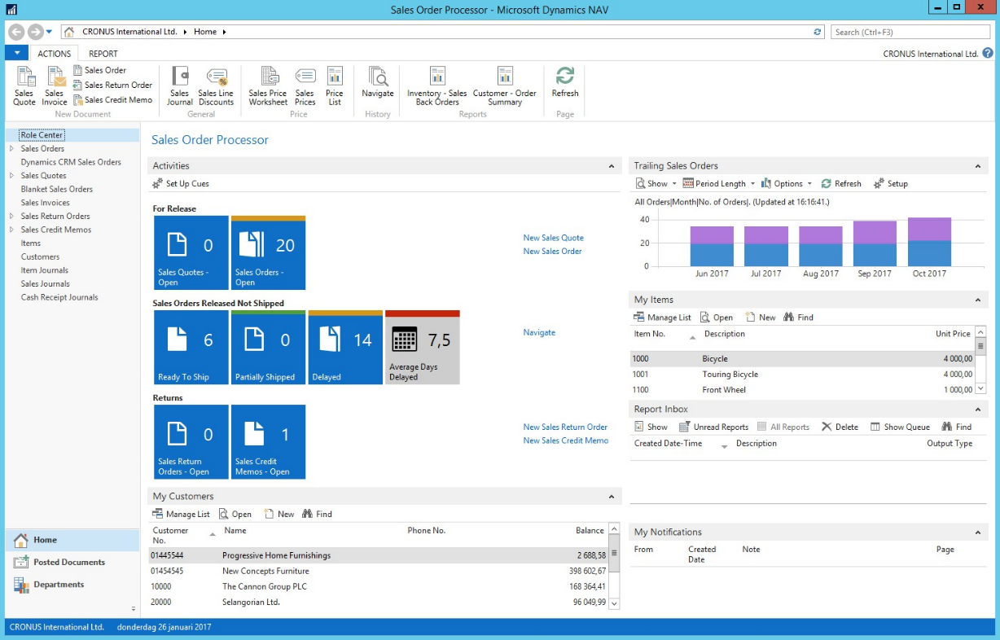 Sales Order Processor - Microsoft Dynamics NAV
CRONUS International Ltd. Home
Search (Ctrl+F3)
ACTIONS REPORT
CRONUS International Ltd.
Sales Quote
Sales Invoice
Sales Order
Sales Return Order
Sales Credit Memo
New Document
Sales Journal
Sales Line Discounts
General
Sales Price Worksheet
Sales Prices
Price List
Price
Navigate
History
Inventory - Sales Back Orders
Customer - Order Summary
Reports
Refresh
Page
Role Center
Sales Orders
Dynamics CRM Sales Orders
Sales Quotes
Blanket Sales Orders
Sales Invoices
Sales Return Orders
Sales Credit Memos
Items
Customers
Item Journals
Sales Journals
Cash Receipt Journals
Home
Posted Documents
Departments
Sales Order Processor
Activities
Set Up Cues
For Release
0
Sales Quotes - Open
20
Sales Orders - Open
New Sales Quote
New Sales Order
Sales Orders Released Not Shipped
6
Ready To Ship
0
Partially Shipped
14
Delayed
7,5
Average Days Delayed
Navigate
Returns
0
Sales Return Orders - Open
1
Sales Credit Memos - Open
New Sales Return Order
New Sales Credit Memo
My Customers
Manage List Open New Find
Customer No. Name Phone No. Balance
01445544 Progressive Home Furnishings 2 688,58
01454545 New Concepts Furniture 398 602,67
10000 The Cannon Group PLC 168 364,41
20000 Selangorian Ltd. 96 049,99
Trailing Sales Orders
Show Period Length Options Refresh Setup
All Orders|Month|No. of Orders|. (Updated at 16:16:41.)
40
20
0
Jun 2017 Jul 2017 Aug 2017 Sep 2017 Oct 2017
My Items
Manage List Open New Find
Item No. Description Unit Price
1000 Bicycle 4 000,00
1001 Touring Bicycle 4 000,00
1100 Front Wheel 1 000,00
Report Inbox
Show Unread Reports All Reports Delete Show Queue Find
Created Date-Time Description Output Type
My Notifications
From Created Date Note Page
CRONUS International Ltd. donderdag 26 januari 2017